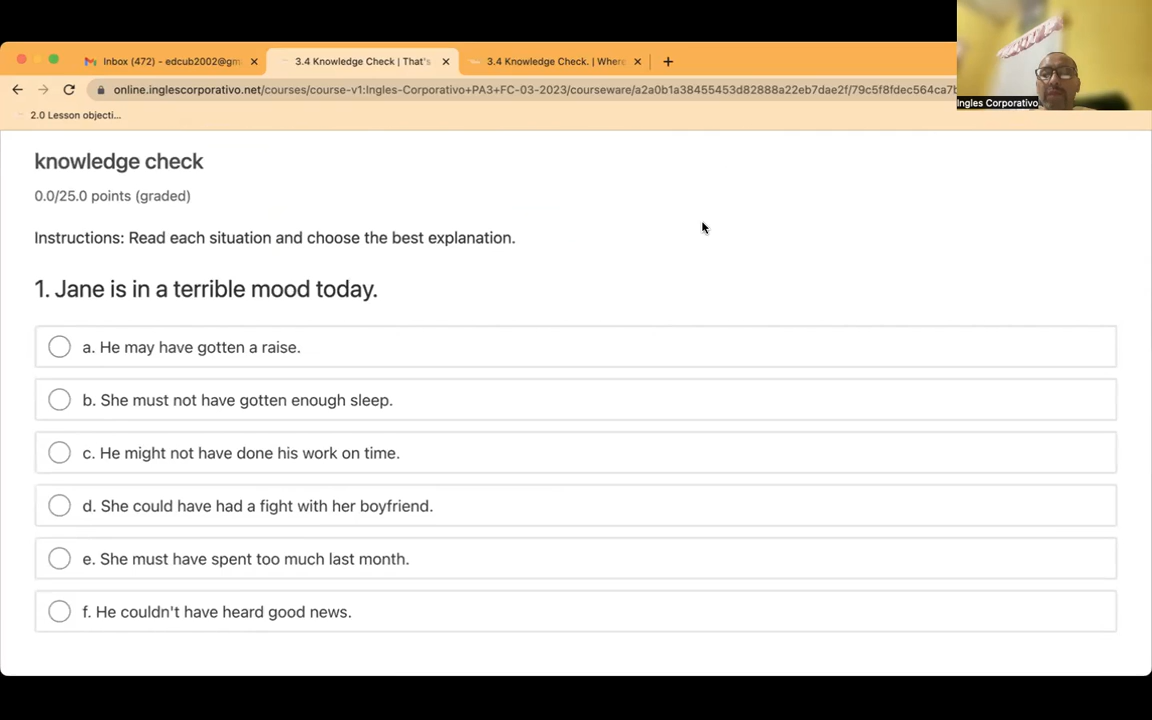 Inbox (472) - edcub2002@gm
3.4 Knowledge Check | That's
3.4 Knowledge Check. | Where
online.inglescorporativo.net/courses/course-v1:Ingles-Corporativo+PA3+FC-03-2023/courseware/a2a0b1a38455453d82888a22eb7dae2f/79c5f8fdec564ca7b
Ingles Corporativo
2.0 Lesson objecti...
knowledge check
0.0/25.0 points (graded)
Instructions: Read each situation and choose the best explanation.
1. Jane is in a terrible mood today.
a. He may have gotten a raise.
b. She must not have gotten enough sleep.
c. He might not have done his work on time.
d. She could have had a fight with her boyfriend.
e. She must have spent too much last month.
f. He couldn't have heard good news.